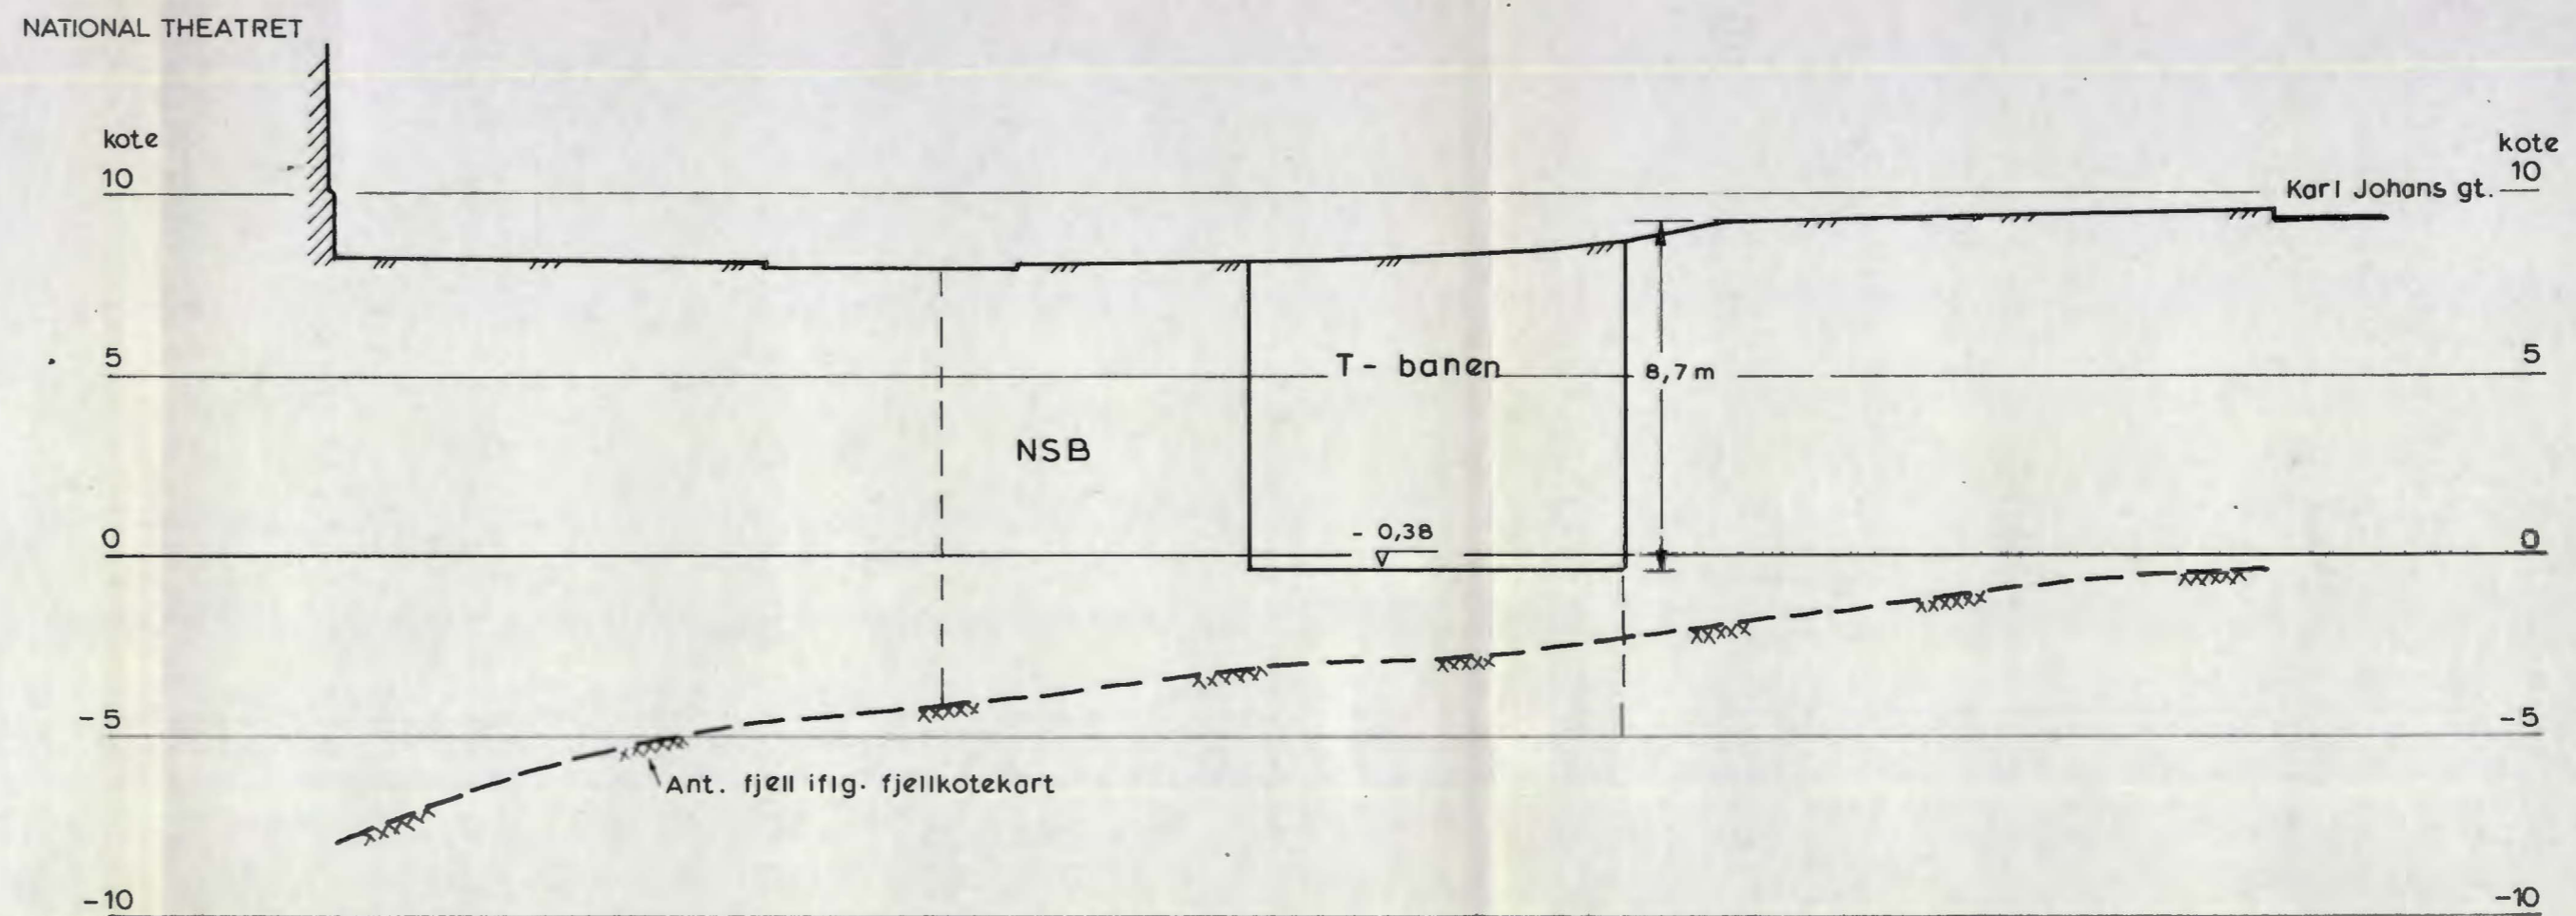 NATIONAL THEATRET
kote
kote
10
10
Karl Johans gt.
5
5
T- banen
8,7 m
NSB
- 0,38
0
0
-5
-5
Ant. fjell iflg. fjellkotekart
-10
-10